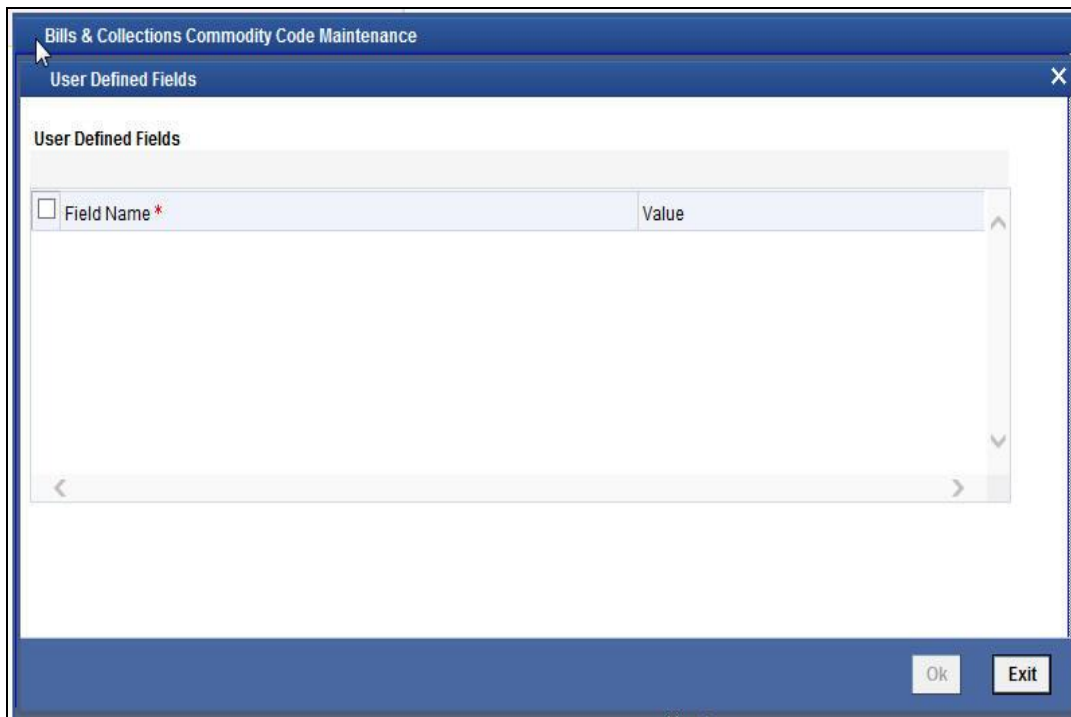 Bills & Collections Commodity Code Maintenance
User Defined Fields
User Defined Fields
Field Name * Value
Ok Exit